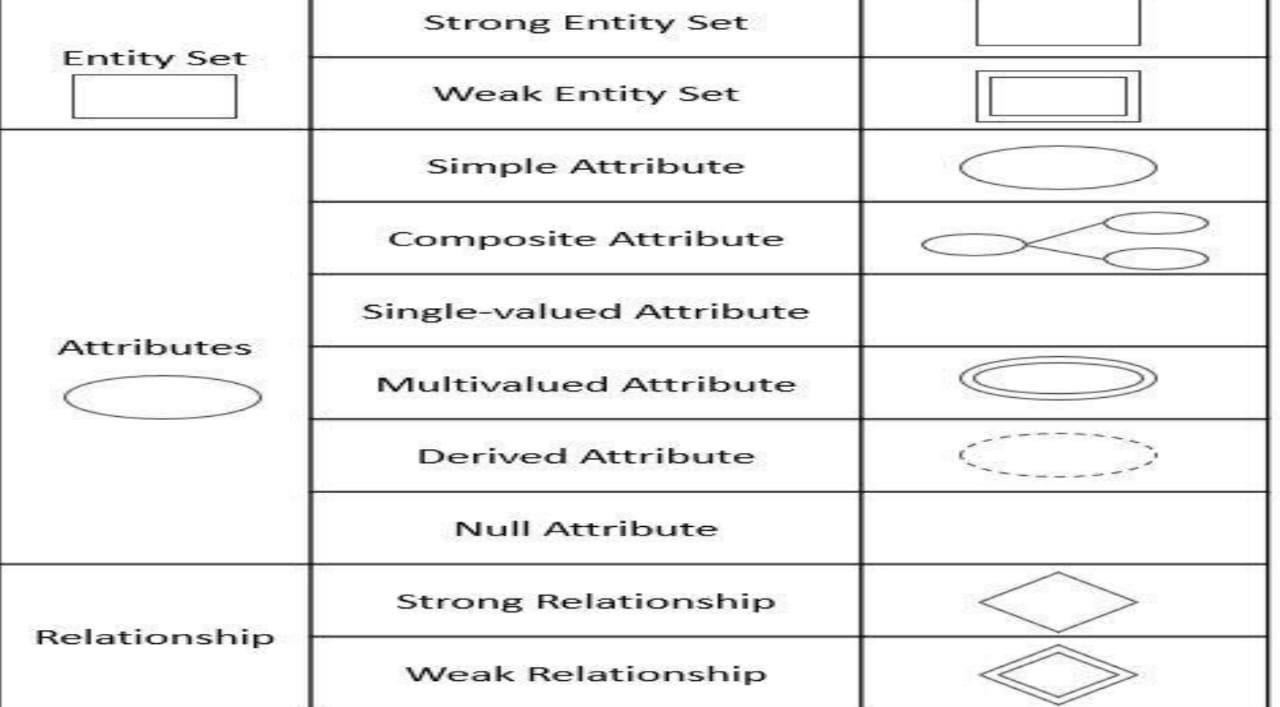 Entity Set
Strong Entity Set
Weak Entity Set
Attributes
Simple Attribute
Composite Attribute
Single-valued Attribute
Multivalued Attribute
Derived Attribute
Null Attribute
Relationship
Strong Relationship
Weak Relationship